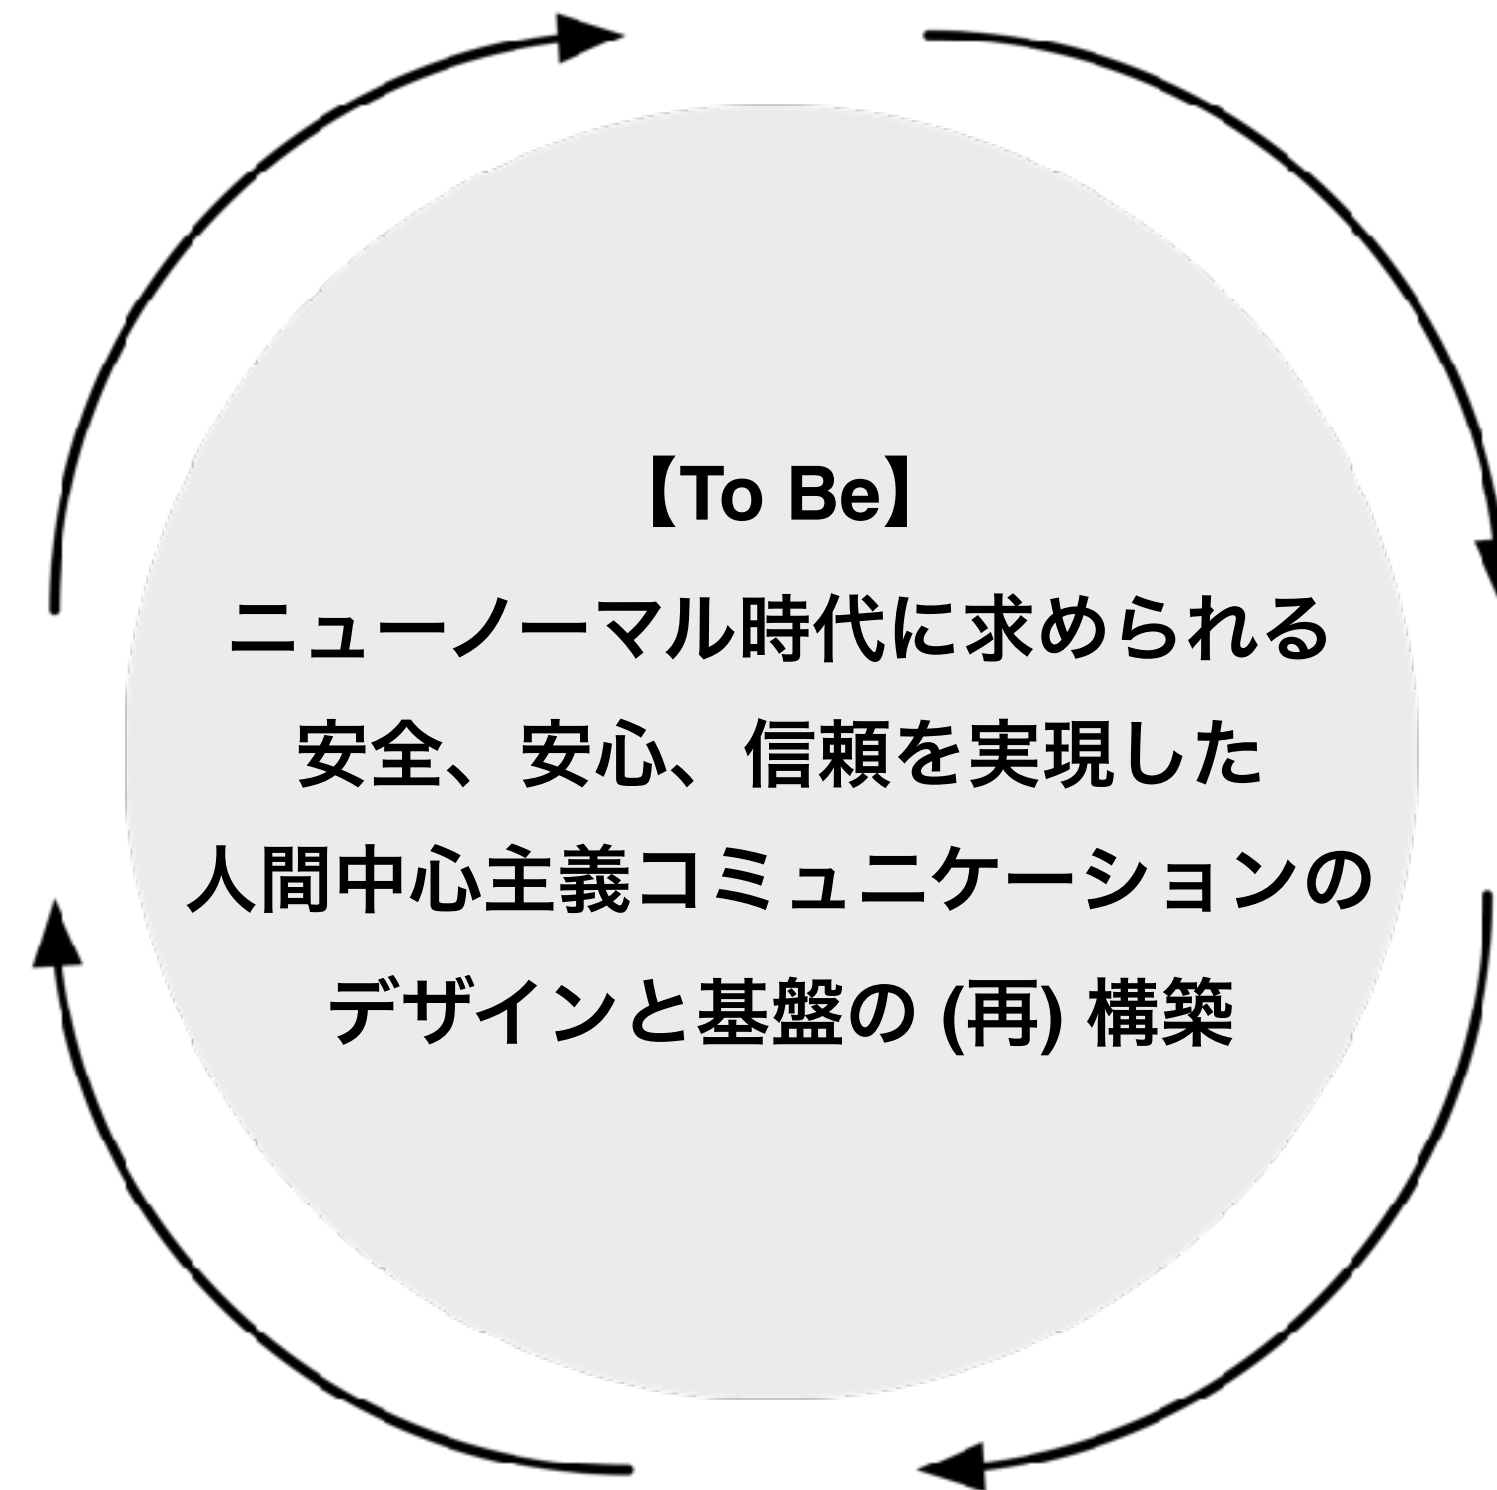 【To Be】
ニューノーマル時代に求められる
安全、安心、信頼を実現した
人間中心主義コミュニケーションの
デザインと基盤の (再) 構築